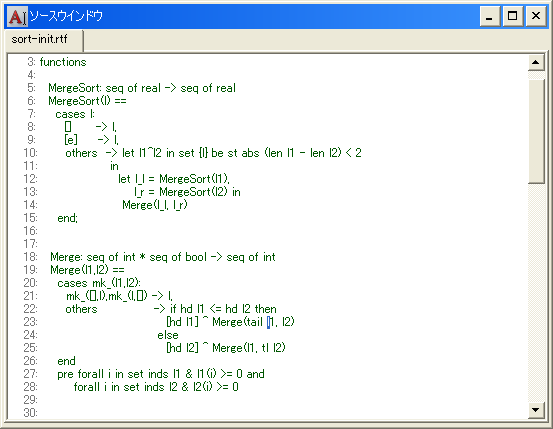 ソースウインドウ
sort-init.rtf
3: functions
4:
5: MergeSort: seq of real -> seq of real
6: MergeSort(l) ==
7: cases l:
8: [] -> l,
9: [e] -> l,
10: others -> let l1^l2 in set {l} be st abs (len l1 - len l2) < 2
11: in
12: let l_l = MergeSort(l1),
13: l_r = MergeSort(l2) in
14: Merge(l_l, l_r)
15: end;
16:
17:
18: Merge: seq of int * seq of bool -> seq of int
19: Merge(l1,l2) ==
20: cases mk_(l1,l2):
21: mk_([],l),mk_(l,[]) -> l,
22: others -> if hd l1 <= hd l2 then
23: [hd l1] ^ Merge(tail l1, l2)
24: else
25: [hd l2] ^ Merge(l1, tl l2)
26: end
27: pre forall i in set inds l1 & l1(i) >= 0 and
28: forall i in set inds l2 & l2(i) >= 0
29:
30: